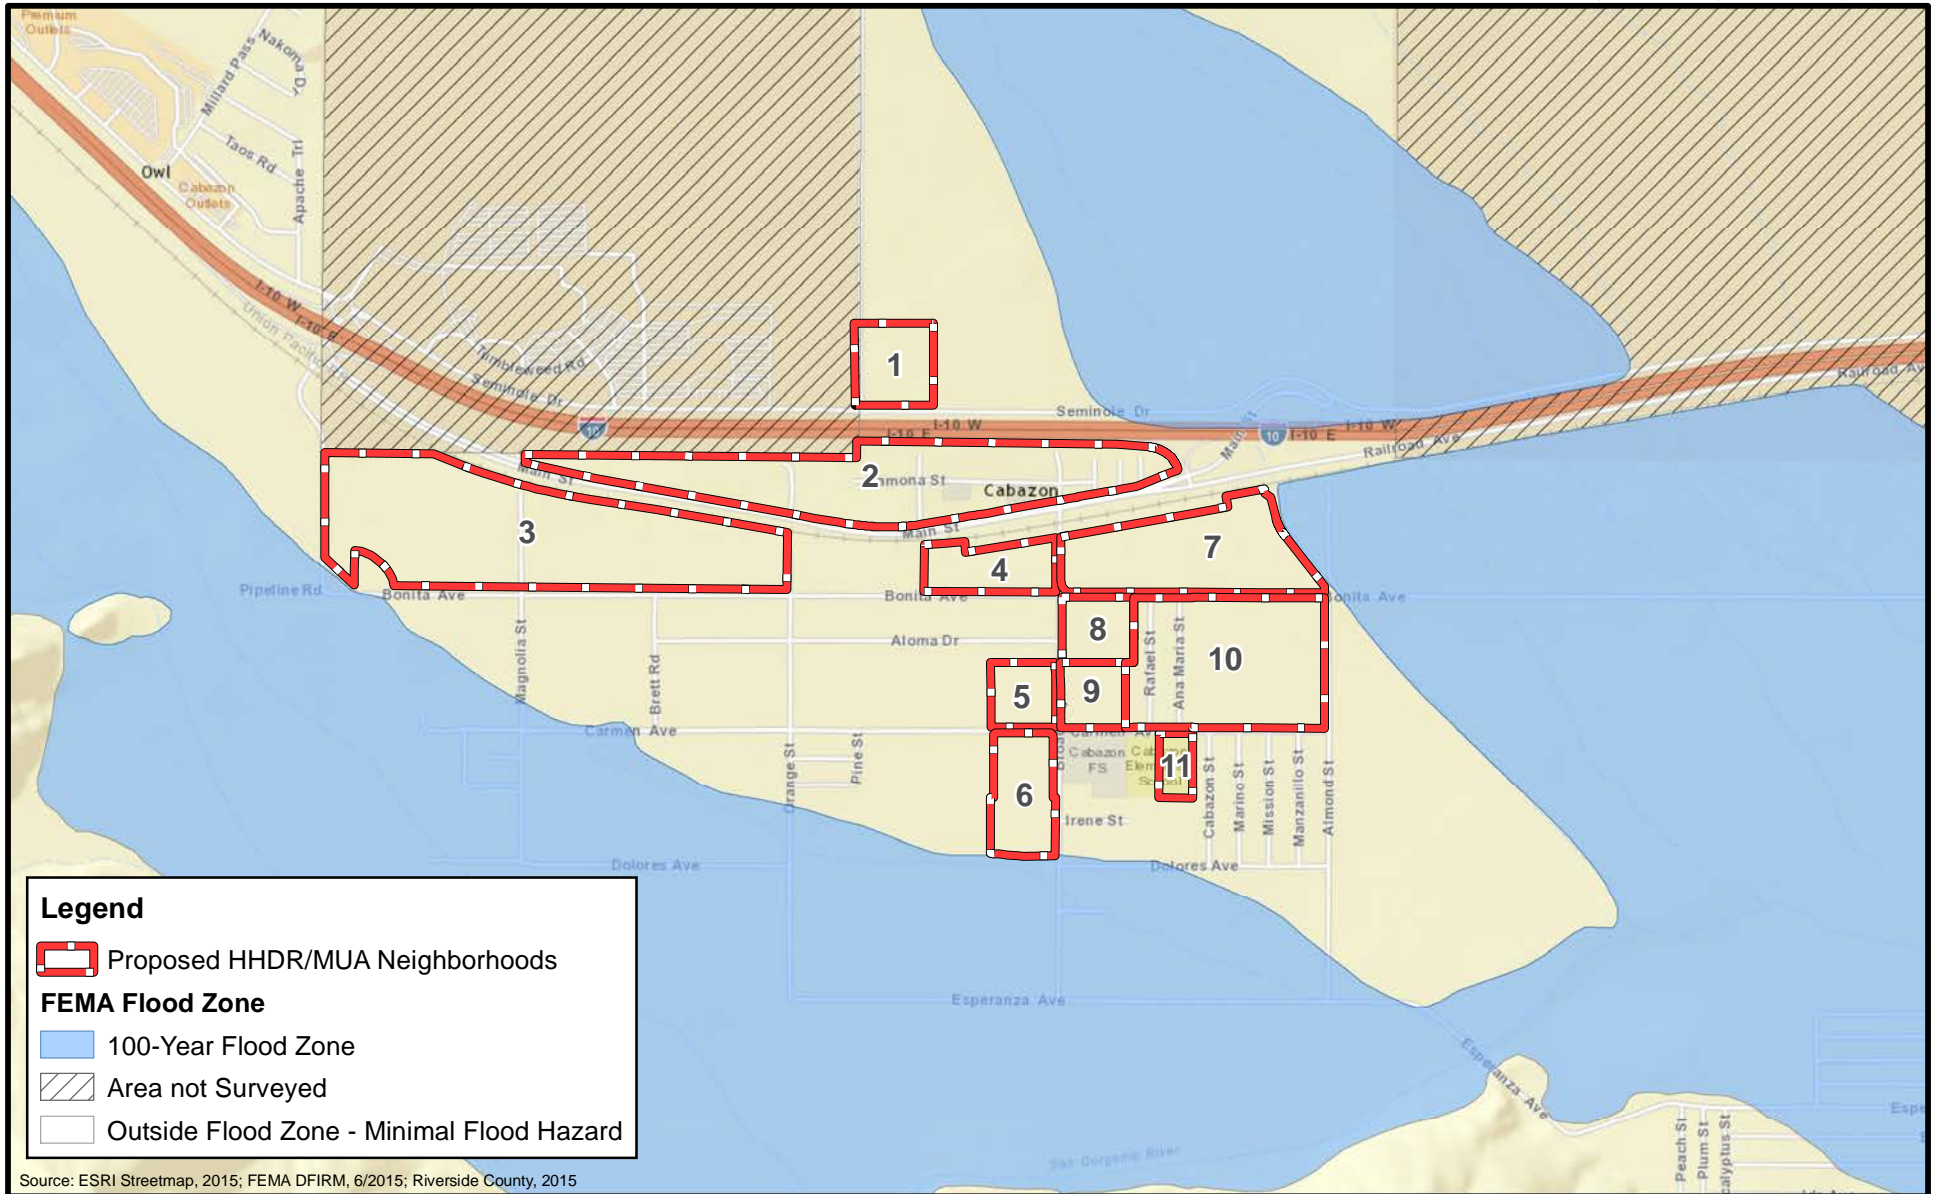 Premium
Outlets
Nakoma Dr
Millard Pass
Taos Rd
Apache Trl
Owl
Cabazon
Outlets
I-10 W
I-10 E
Union Pacific
Tumbleweed Rd
Seminole Dr
10
1
Seminole Dr
I-10 W
I-10 E
Main St
10
I-10 E
I-10 W
Railroad Ave
Railroad Av
Main St
2
Cabazon
Main St
3
4
7
Pipeline Rd
Bonita Ave
Bonita Ave
Bonita Ave
Magnolia St
Brett Rd
Aloma Dr
8
Rafael St
Ana Maria St
10
5
9
Carmen Ave
Orange St
Pine St
6
Cabazon
FS
11
Irene St
Cabazon St
Marino St
Mission St
Manzanillo St
Almond St
Dolores Ave
Dolores Ave
Esperanza Ave
Esperanza Ave
San Gorgonio River
Peach St
Plum St
calyptus St
Espe
Legend
Proposed HHDR/MUA Neighborhoods
FEMA Flood Zone
100-Year Flood Zone
Area not Surveyed
Outside Flood Zone - Minimal Flood Hazard
Source: ESRI Streetmap, 2015; FEMA DFIRM, 6/2015; Riverside County, 2015